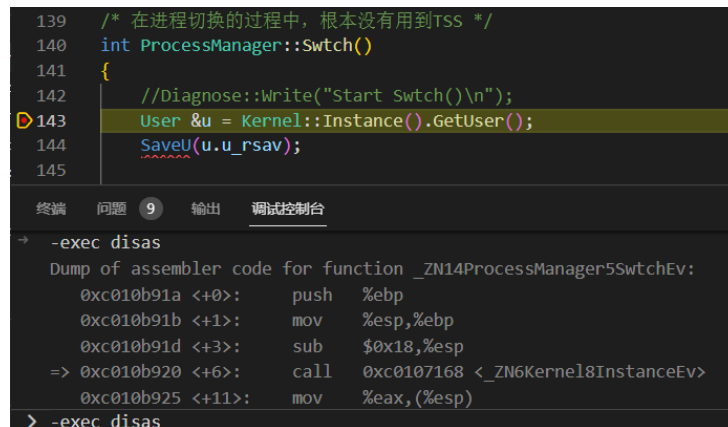 139 /* 在进程切换的过程中，根本没有用到TSS */
140 int ProcessManager::Swtch()
141 {
142 //Diagnose::Write("Start Swtch()\n");
143 User &u = Kernel::Instance().GetUser();
144 SaveU(u.u_rsav);
145
终端 问题 9 输出 调试控制台
→ -exec disas
Dump of assembler code for function _ZN14ProcessManager5SwtchEv:
0xc010b91a <+0>: push %ebp
0xc010b91b <+1>: mov %esp,%ebp
0xc010b91d <+3>: sub $0x18,%esp
=> 0xc010b920 <+6>: call 0xc0107168 <_ZN6Kernel8InstanceEv>
0xc010b925 <+11>: mov %eax,(%esp)
> -exec disas